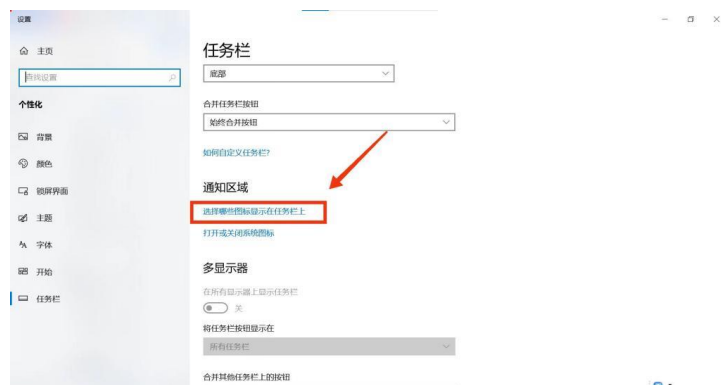 设置
主页
查找设置
个性化
背景
颜色
锁屏界面
主题
字体
开始
任务栏
任务栏
底部
合并任务栏按钮
始终合并按钮
如何自定义任务栏?
通知区域
选择哪些图标显示在任务栏上
打开或关闭系统图标
多显示器
在所有显示器上显示任务栏
关
将任务栏按钮显示在
所有任务栏
合并其他任务栏上的按钮